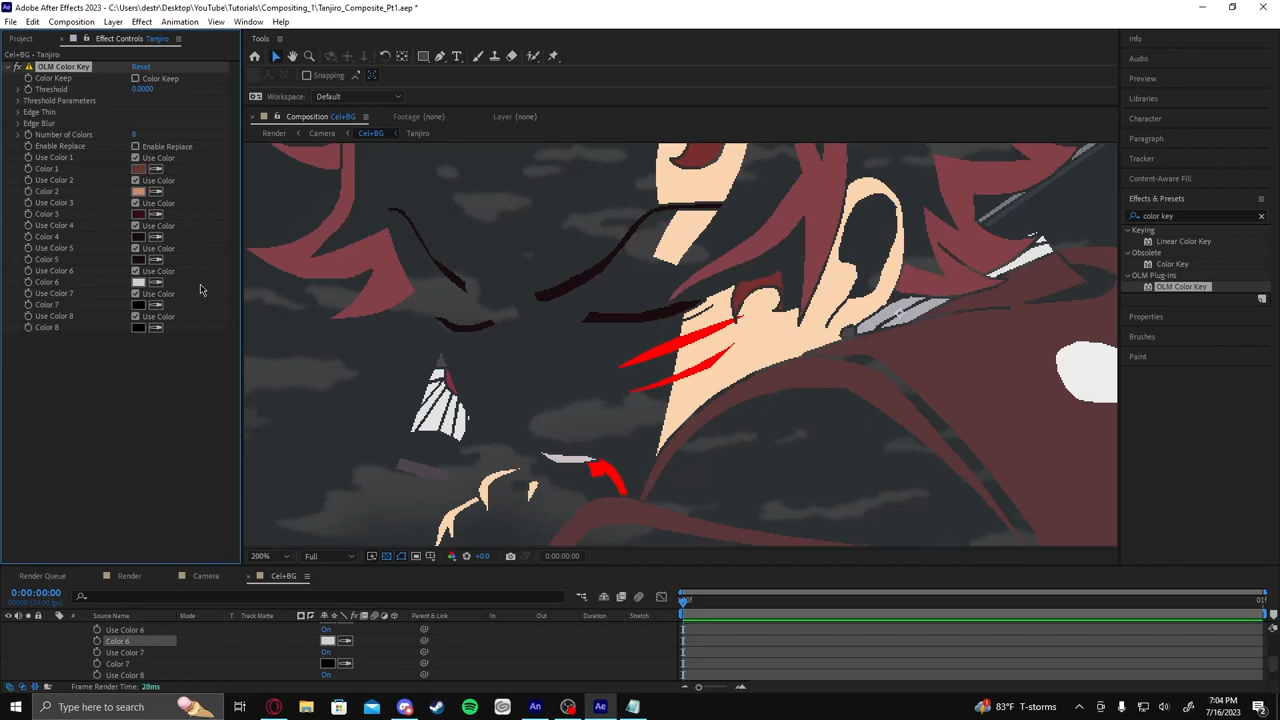 Adobe After Effects 2023 - C:\Users\destr\Desktop\YouTube\Tutorials\Compositing_1\Tanjiro_Composite_Pt1.aep *
File Edit Composition Layer Effect Animation View Window Help
Project Effect Controls Tanjiro
Cel+BG • Tanjiro
fx OLM Color Key Reset
Color Keep Color Keep
Threshold 0.0000
Threshold Parameters
Edge Thin
Edge Blur
Number of Colors 8
Enable Replace Enable Replace
Use Color 1 Use Color
Color 1
Use Color 2 Use Color
Color 2
Use Color 3 Use Color
Color 3
Use Color 4 Use Color
Color 4
Use Color 5 Use Color
Color 5
Use Color 6 Use Color
Color 6
Use Color 7 Use Color
Color 7
Use Color 8 Use Color
Color 8
Tools
Snapping
Workspace: Default
Composition Cel+BG Footage (none) Layer (none)
Render Camera Cel+BG Tanjiro
200% Full +0.0 0:00:00:00
Info
Audio
Preview
Libraries
Character
Paragraph
Tracker
Content-Aware Fill
Effects & Presets
color key
Keying
Linear Color Key
Obsolete
Color Key
OLM Plug-ins
OLM Color Key
Properties
Brushes
Paint
Render Queue Render Camera Cel+BG
0:00:00:00
00000 (24.00 fps)
# Source Name Mode T Track Matte Parent & Link In Out Duration Stretch
01f
Use Color 6 On
Color 6
Use Color 7 On
Color 7
Use Color 8 On
Frame Render Time: 28ms
Type here to search
An
Ae
83°F T-storms
7:04 PM
7/16/2023